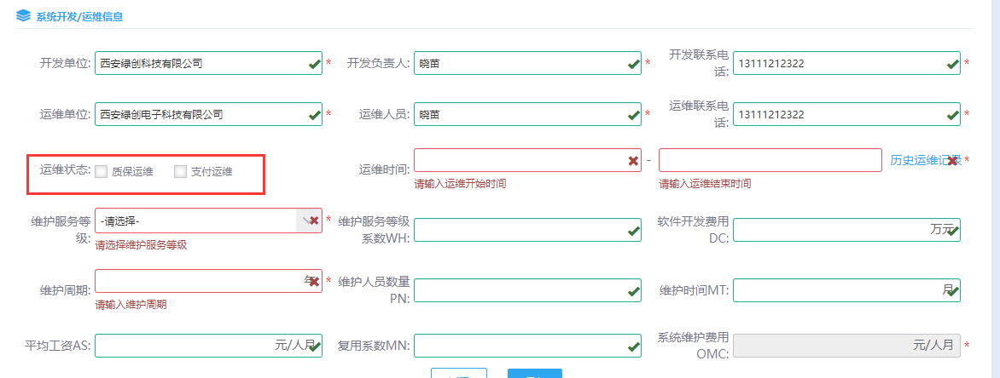 系统开发/运维信息
开发单位: 西安绿创科技有限公司 * 开发负责人: 晓苗 * 开发联系电话: 13111212322 *
运维单位: 西安绿创电子科技有限公司 * 运维人员: 晓苗 * 运维联系电话: 13111212322 *
运维状态: 质保运维 支付运维 运维时间: - 历史运维记录 *
请输入运维开始时间 请输入运维结束时间
维护服务等级: -请选择- * 维护服务等级系数WH: 软件开发费用DC: 万元
请选择维护服务等级
维护周期: 年 * 维护人员数量PN: 维护时间MT: 月
请输入维护周期
平均工资AS: 元/人月 复用系数MN: 系统维护费用OMC: 元/人月 *